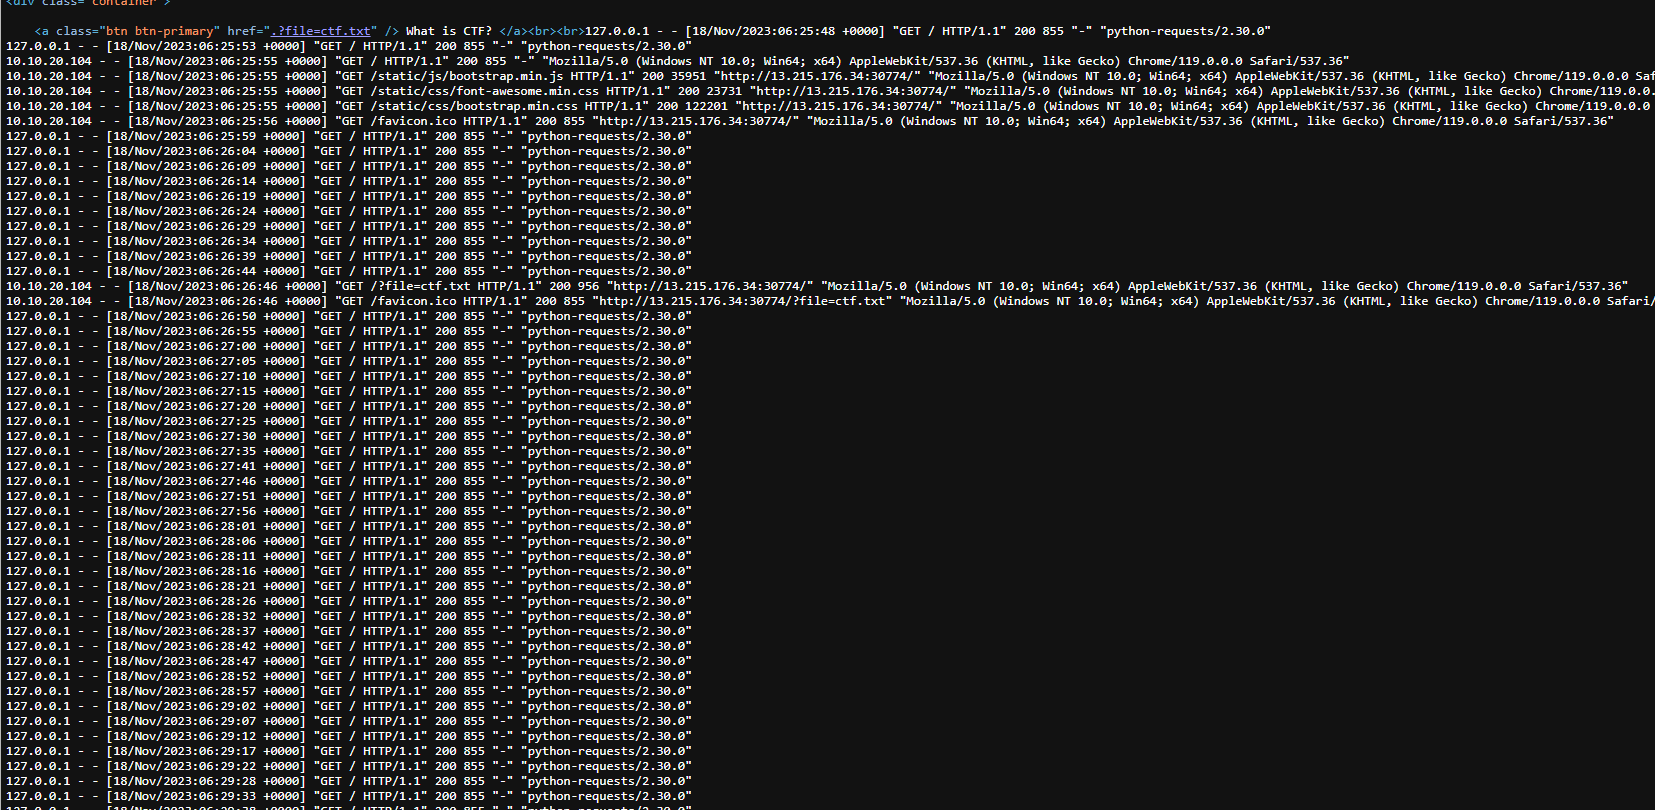 <div class="container">
<a class="btn btn-primary" href=".?file=ctf.txt" /> What is CTF? </a><br><br>127.0.0.1 - - [18/Nov/2023:06:25:48 +0000] "GET / HTTP/1.1" 200 855 "-" "python-requests/2.30.0"
127.0.0.1 - - [18/Nov/2023:06:25:53 +0000] "GET / HTTP/1.1" 200 855 "-" "python-requests/2.30.0"
10.10.20.104 - - [18/Nov/2023:06:25:55 +0000] "GET / HTTP/1.1" 200 855 "-" "Mozilla/5.0 (Windows NT 10.0; Win64; x64) AppleWebKit/537.36 (KHTML, like Gecko) Chrome/119.0.0.0 Safari/537.36"
10.10.20.104 - - [18/Nov/2023:06:25:55 +0000] "GET /static/js/bootstrap.min.js HTTP/1.1" 200 35951 "http://13.215.176.34:30774/" "Mozilla/5.0 (Windows NT 10.0; Win64; x64) AppleWebKit/537.36 (KHTML, like Gecko) Chrome/119.0.0.0 Saf
10.10.20.104 - - [18/Nov/2023:06:25:55 +0000] "GET /static/css/font-awesome.min.css HTTP/1.1" 200 23731 "http://13.215.176.34:30774/" "Mozilla/5.0 (Windows NT 10.0; Win64; x64) AppleWebKit/537.36 (KHTML, like Gecko) Chrome/119.0.0.
10.10.20.104 - - [18/Nov/2023:06:25:55 +0000] "GET /static/css/bootstrap.min.css HTTP/1.1" 200 122201 "http://13.215.176.34:30774/" "Mozilla/5.0 (Windows NT 10.0; Win64; x64) AppleWebKit/537.36 (KHTML, like Gecko) Chrome/119.0.0.0
10.10.20.104 - - [18/Nov/2023:06:25:56 +0000] "GET /favicon.ico HTTP/1.1" 200 855 "http://13.215.176.34:30774/" "Mozilla/5.0 (Windows NT 10.0; Win64; x64) AppleWebKit/537.36 (KHTML, like Gecko) Chrome/119.0.0.0 Safari/537.36"
127.0.0.1 - - [18/Nov/2023:06:25:59 +0000] "GET / HTTP/1.1" 200 855 "-" "python-requests/2.30.0"
127.0.0.1 - - [18/Nov/2023:06:26:04 +0000] "GET / HTTP/1.1" 200 855 "-" "python-requests/2.30.0"
127.0.0.1 - - [18/Nov/2023:06:26:09 +0000] "GET / HTTP/1.1" 200 855 "-" "python-requests/2.30.0"
127.0.0.1 - - [18/Nov/2023:06:26:14 +0000] "GET / HTTP/1.1" 200 855 "-" "python-requests/2.30.0"
127.0.0.1 - - [18/Nov/2023:06:26:19 +0000] "GET / HTTP/1.1" 200 855 "-" "python-requests/2.30.0"
127.0.0.1 - - [18/Nov/2023:06:26:24 +0000] "GET / HTTP/1.1" 200 855 "-" "python-requests/2.30.0"
127.0.0.1 - - [18/Nov/2023:06:26:29 +0000] "GET / HTTP/1.1" 200 855 "-" "python-requests/2.30.0"
127.0.0.1 - - [18/Nov/2023:06:26:34 +0000] "GET / HTTP/1.1" 200 855 "-" "python-requests/2.30.0"
127.0.0.1 - - [18/Nov/2023:06:26:39 +0000] "GET / HTTP/1.1" 200 855 "-" "python-requests/2.30.0"
127.0.0.1 - - [18/Nov/2023:06:26:44 +0000] "GET / HTTP/1.1" 200 855 "-" "python-requests/2.30.0"
10.10.20.104 - - [18/Nov/2023:06:26:46 +0000] "GET /?file=ctf.txt HTTP/1.1" 200 956 "http://13.215.176.34:30774/" "Mozilla/5.0 (Windows NT 10.0; Win64; x64) AppleWebKit/537.36 (KHTML, like Gecko) Chrome/119.0.0.0 Safari/537.36"
10.10.20.104 - - [18/Nov/2023:06:26:46 +0000] "GET /favicon.ico HTTP/1.1" 200 855 "http://13.215.176.34:30774/?file=ctf.txt" "Mozilla/5.0 (Windows NT 10.0; Win64; x64) AppleWebKit/537.36 (KHTML, like Gecko) Chrome/119.0.0.0 Safari/
127.0.0.1 - - [18/Nov/2023:06:26:50 +0000] "GET / HTTP/1.1" 200 855 "-" "python-requests/2.30.0"
127.0.0.1 - - [18/Nov/2023:06:26:55 +0000] "GET / HTTP/1.1" 200 855 "-" "python-requests/2.30.0"
127.0.0.1 - - [18/Nov/2023:06:27:00 +0000] "GET / HTTP/1.1" 200 855 "-" "python-requests/2.30.0"
127.0.0.1 - - [18/Nov/2023:06:27:05 +0000] "GET / HTTP/1.1" 200 855 "-" "python-requests/2.30.0"
127.0.0.1 - - [18/Nov/2023:06:27:10 +0000] "GET / HTTP/1.1" 200 855 "-" "python-requests/2.30.0"
127.0.0.1 - - [18/Nov/2023:06:27:15 +0000] "GET / HTTP/1.1" 200 855 "-" "python-requests/2.30.0"
127.0.0.1 - - [18/Nov/2023:06:27:20 +0000] "GET / HTTP/1.1" 200 855 "-" "python-requests/2.30.0"
127.0.0.1 - - [18/Nov/2023:06:27:25 +0000] "GET / HTTP/1.1" 200 855 "-" "python-requests/2.30.0"
127.0.0.1 - - [18/Nov/2023:06:27:30 +0000] "GET / HTTP/1.1" 200 855 "-" "python-requests/2.30.0"
127.0.0.1 - - [18/Nov/2023:06:27:35 +0000] "GET / HTTP/1.1" 200 855 "-" "python-requests/2.30.0"
127.0.0.1 - - [18/Nov/2023:06:27:41 +0000] "GET / HTTP/1.1" 200 855 "-" "python-requests/2.30.0"
127.0.0.1 - - [18/Nov/2023:06:27:46 +0000] "GET / HTTP/1.1" 200 855 "-" "python-requests/2.30.0"
127.0.0.1 - - [18/Nov/2023:06:27:51 +0000] "GET / HTTP/1.1" 200 855 "-" "python-requests/2.30.0"
127.0.0.1 - - [18/Nov/2023:06:27:56 +0000] "GET / HTTP/1.1" 200 855 "-" "python-requests/2.30.0"
127.0.0.1 - - [18/Nov/2023:06:28:01 +0000] "GET / HTTP/1.1" 200 855 "-" "python-requests/2.30.0"
127.0.0.1 - - [18/Nov/2023:06:28:06 +0000] "GET / HTTP/1.1" 200 855 "-" "python-requests/2.30.0"
127.0.0.1 - - [18/Nov/2023:06:28:11 +0000] "GET / HTTP/1.1" 200 855 "-" "python-requests/2.30.0"
127.0.0.1 - - [18/Nov/2023:06:28:16 +0000] "GET / HTTP/1.1" 200 855 "-" "python-requests/2.30.0"
127.0.0.1 - - [18/Nov/2023:06:28:21 +0000] "GET / HTTP/1.1" 200 855 "-" "python-requests/2.30.0"
127.0.0.1 - - [18/Nov/2023:06:28:26 +0000] "GET / HTTP/1.1" 200 855 "-" "python-requests/2.30.0"
127.0.0.1 - - [18/Nov/2023:06:28:32 +0000] "GET / HTTP/1.1" 200 855 "-" "python-requests/2.30.0"
127.0.0.1 - - [18/Nov/2023:06:28:37 +0000] "GET / HTTP/1.1" 200 855 "-" "python-requests/2.30.0"
127.0.0.1 - - [18/Nov/2023:06:28:42 +0000] "GET / HTTP/1.1" 200 855 "-" "python-requests/2.30.0"
127.0.0.1 - - [18/Nov/2023:06:28:47 +0000] "GET / HTTP/1.1" 200 855 "-" "python-requests/2.30.0"
127.0.0.1 - - [18/Nov/2023:06:28:52 +0000] "GET / HTTP/1.1" 200 855 "-" "python-requests/2.30.0"
127.0.0.1 - - [18/Nov/2023:06:28:57 +0000] "GET / HTTP/1.1" 200 855 "-" "python-requests/2.30.0"
127.0.0.1 - - [18/Nov/2023:06:29:02 +0000] "GET / HTTP/1.1" 200 855 "-" "python-requests/2.30.0"
127.0.0.1 - - [18/Nov/2023:06:29:07 +0000] "GET / HTTP/1.1" 200 855 "-" "python-requests/2.30.0"
127.0.0.1 - - [18/Nov/2023:06:29:12 +0000] "GET / HTTP/1.1" 200 855 "-" "python-requests/2.30.0"
127.0.0.1 - - [18/Nov/2023:06:29:17 +0000] "GET / HTTP/1.1" 200 855 "-" "python-requests/2.30.0"
127.0.0.1 - - [18/Nov/2023:06:29:22 +0000] "GET / HTTP/1.1" 200 855 "-" "python-requests/2.30.0"
127.0.0.1 - - [18/Nov/2023:06:29:28 +0000] "GET / HTTP/1.1" 200 855 "-" "python-requests/2.30.0"
127.0.0.1 - - [18/Nov/2023:06:29:33 +0000] "GET / HTTP/1.1" 200 855 "-" "python-requests/2.30.0"
127.0.0.1 - - [18/Nov/2023:06:29:38 +0000] "GET / HTTP/1.1" 200 855 "-" "python-requests/2.30.0"